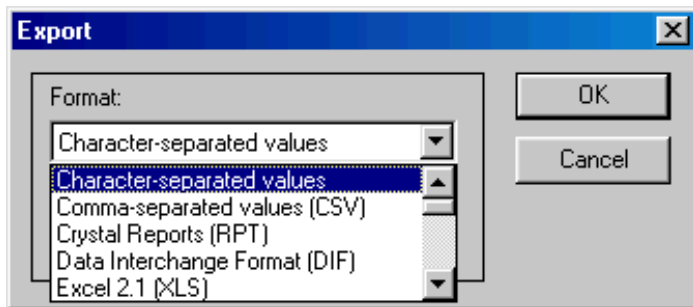 Export
Format:
OK
Character-separated values
Cancel
Character-separated values
Comma-separated values (CSV)
Crystal Reports (RPT)
Data Interchange Format (DIF)
Excel 2.1 (XLS)